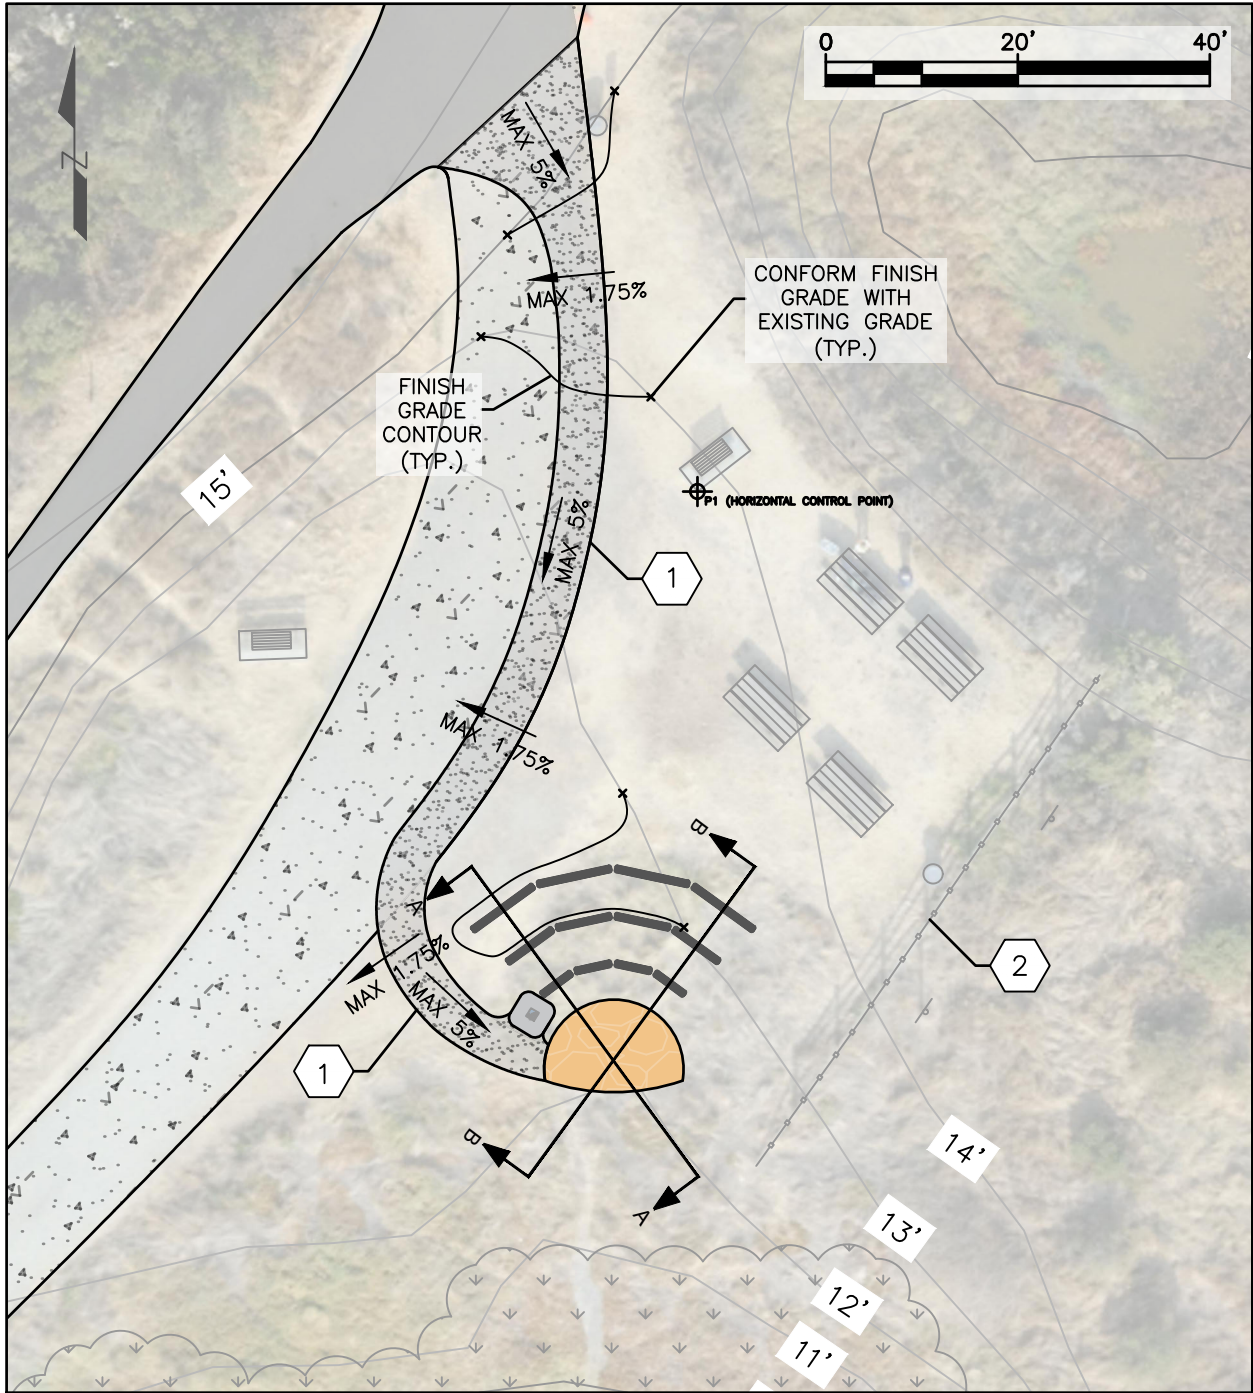 0 20' 40'
N
MAX 5%
MAX 1.75%
CONFORM FINISH
GRADE WITH
EXISTING GRADE
(TYP.)
FINISH
GRADE
CONTOUR
(TYP.)
15'
P1 (HORIZONTAL CONTROL POINT)
MAX 5%
1
MAX 1.75%
B
A
MAX 1.75%
MAX 5%
2
1
B
A
14'
13'
12'
11'